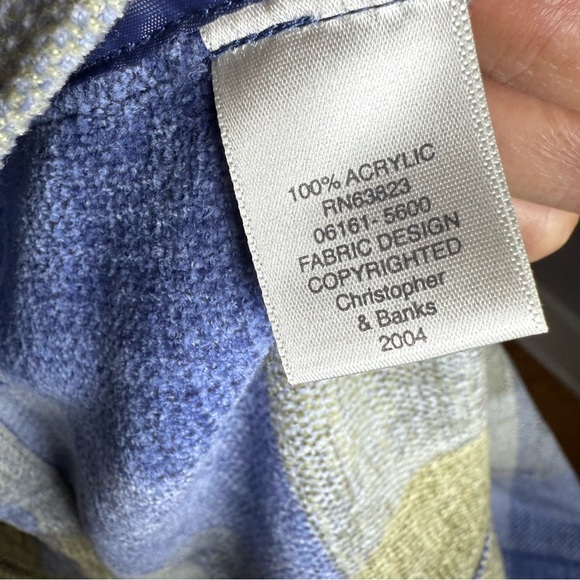 100% ACRYLIC
RN63823
06161-5600
FABRIC DESIGN
COPYRIGHTED
Christopher
& Banks
2004